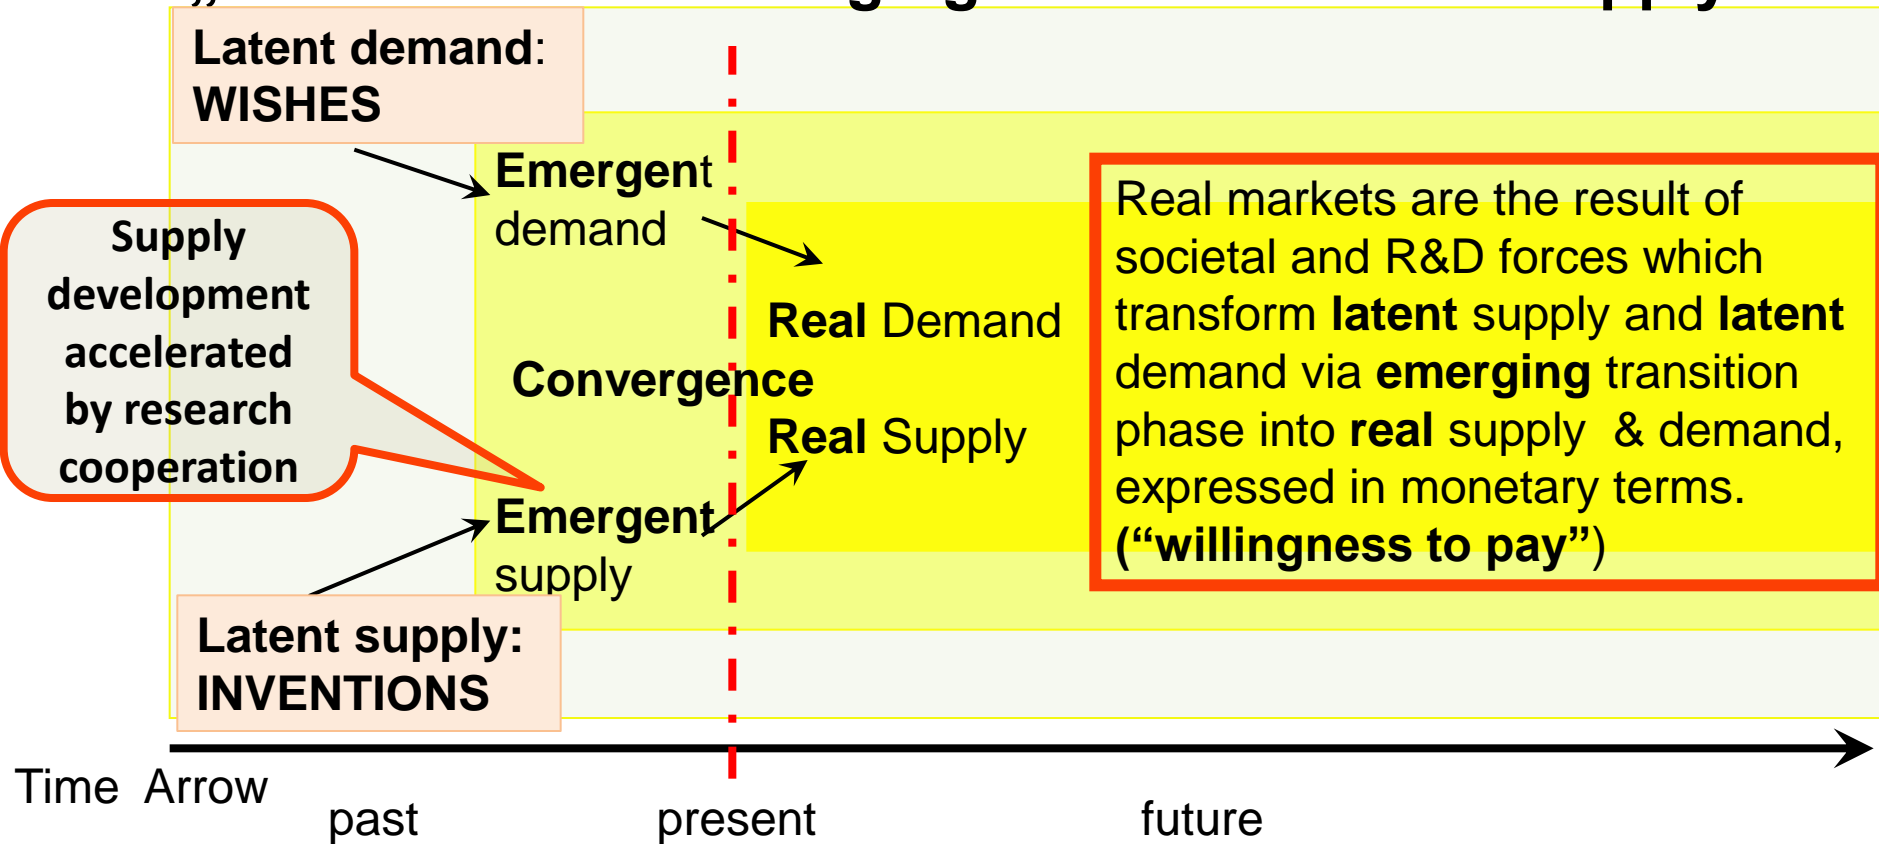 Latent demand:
WISHES
Emergent
demand
Supply
development
accelerated
by research
cooperation
Real Demand
Convergence
Real Supply
Emergent
supply
Latent supply:
INVENTIONS
Real markets are the result of
societal and R&D forces which
transform latent supply and latent
demand via emerging transition
phase into real supply & demand,
expressed in monetary terms.
(“willingness to pay”)
Time Arrow
past present future